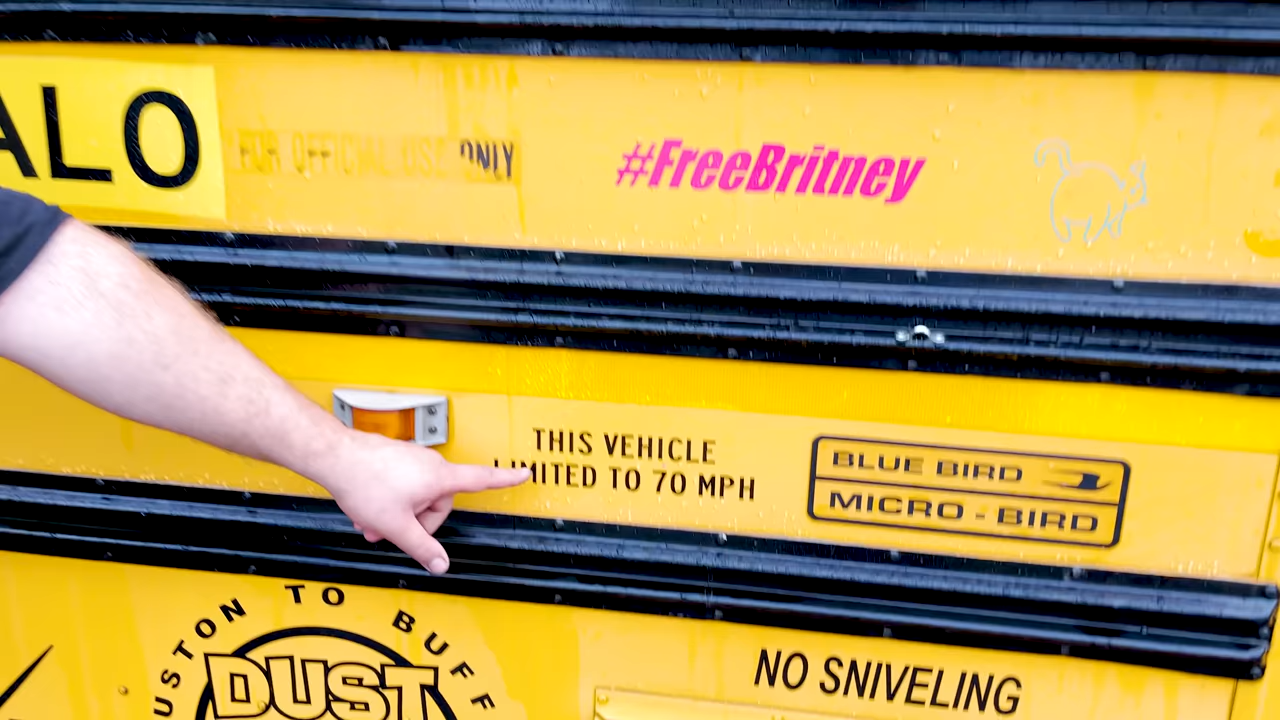 ALO
FOR OFFICIAL USE ONLY
#FreeBritney
THIS VEHICLE
LIMITED TO 70 MPH
BLUE BIRD
MICRO-BIRD
USTON TO BUFF
DUST
NO SNIVELING